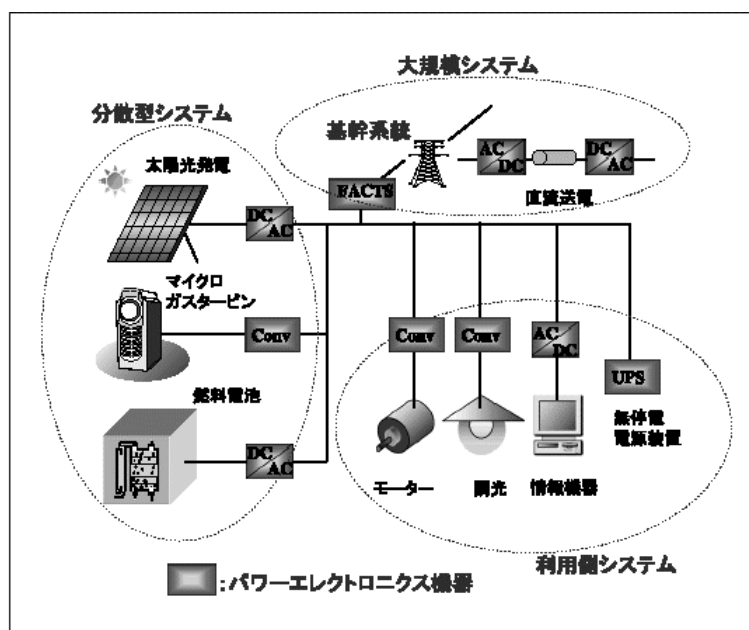 大規模システム
分散型システム
基幹系統
太陽光発電
AC
DC
DC
AC
FACTS
直流送電
DC
AC
マイクロ
ガスタービン
Conv
Conv
Conv
AC
DC
UPS
燃料電池
無停電
電源装置
DC
AC
モーター
調光
情報機器
利用側システム
:パワーエレクトロニクス機器